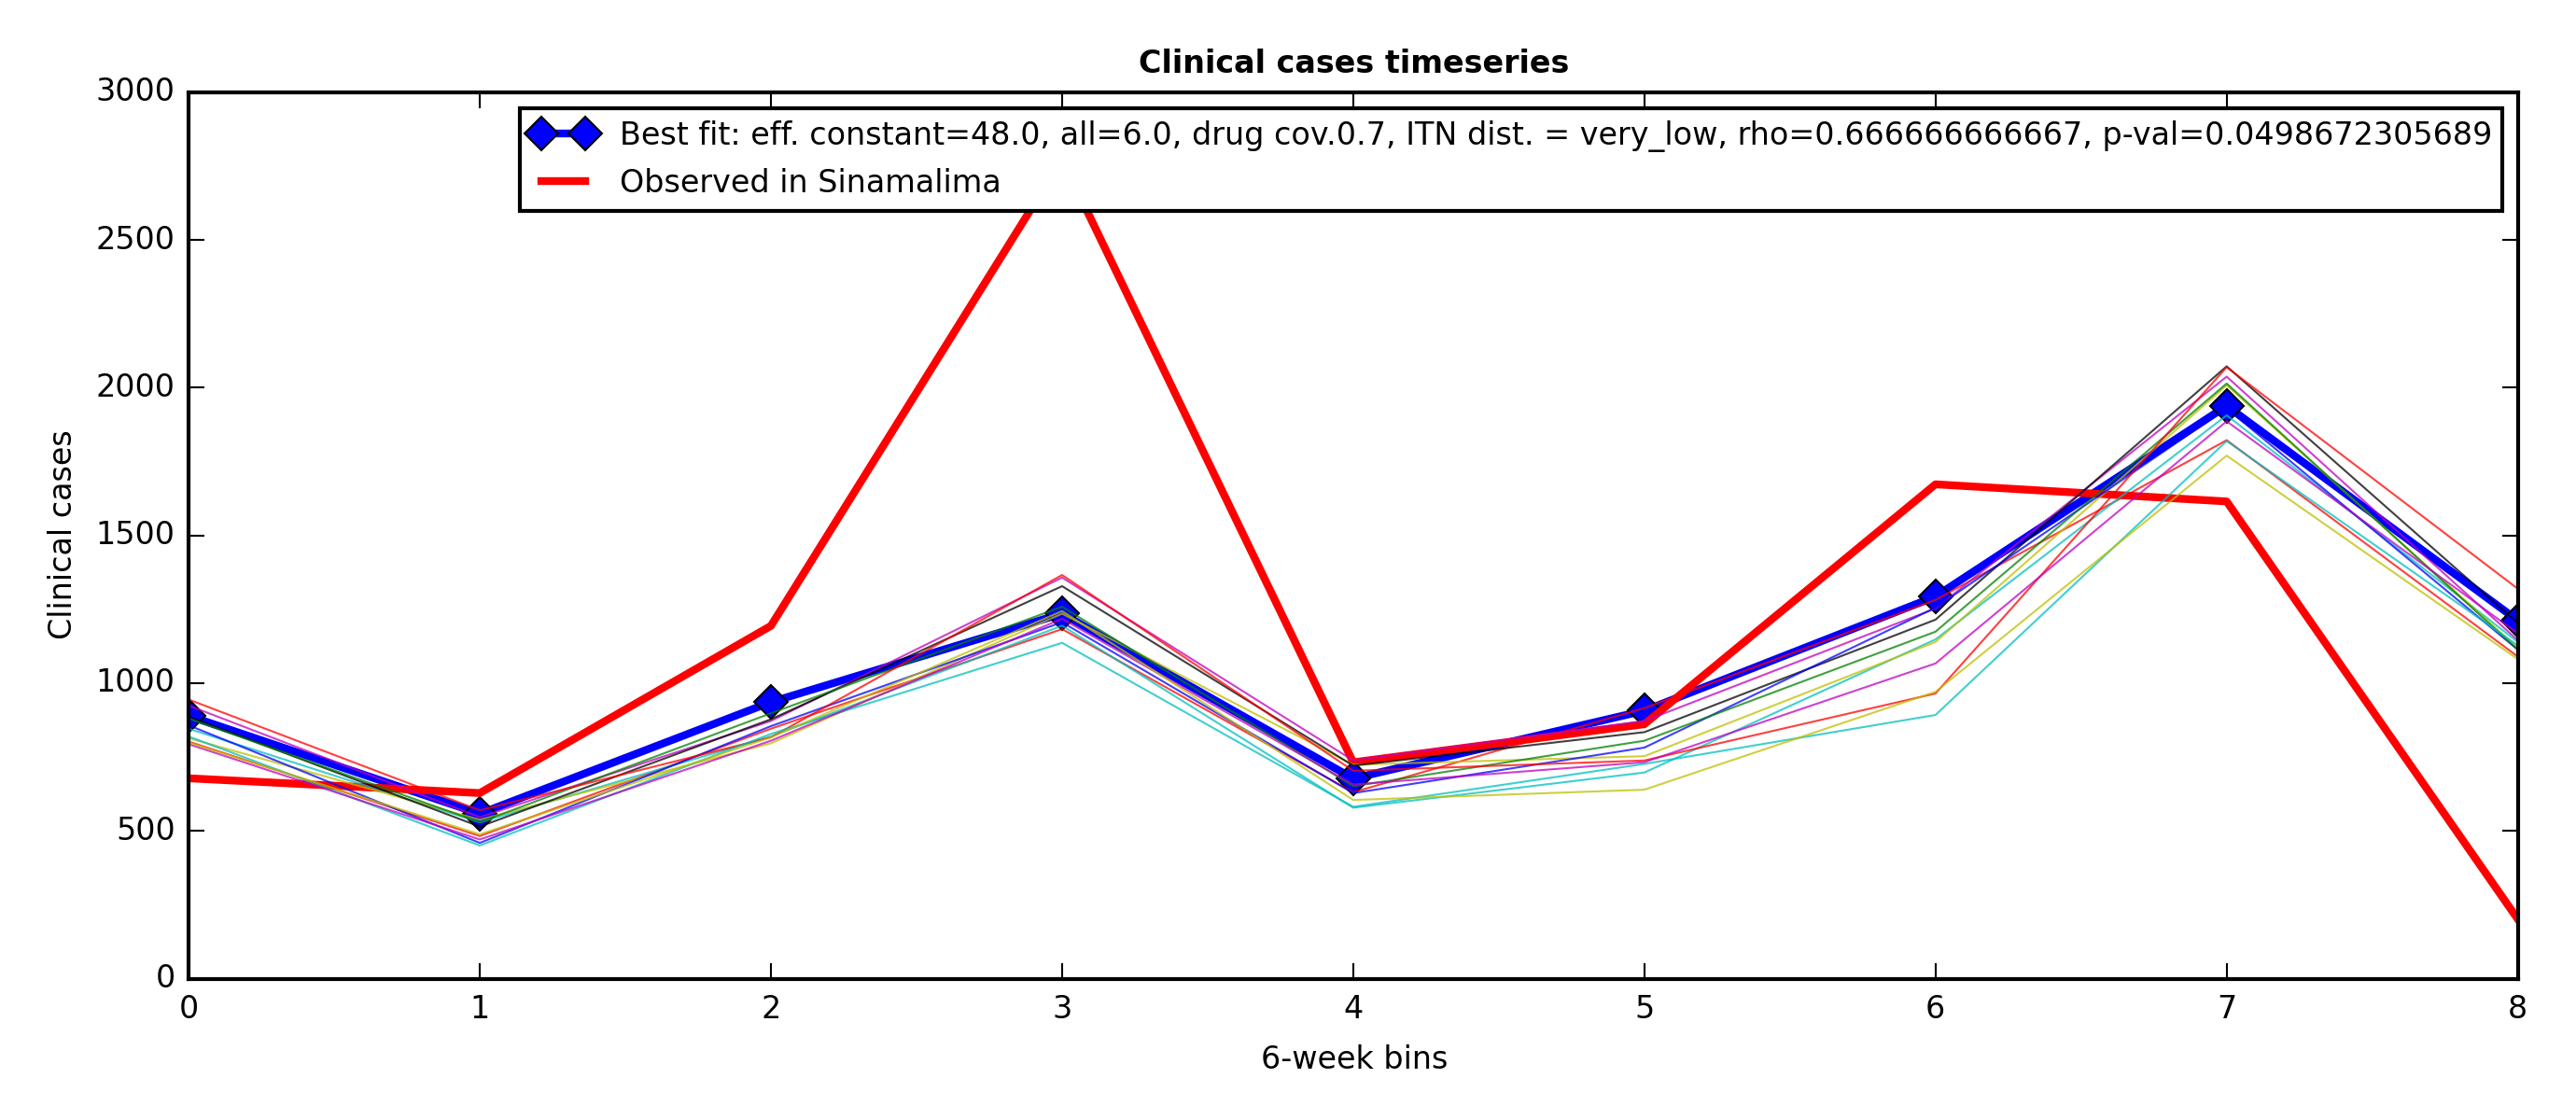 Clinical cases timeseries
3000
2500
2000
1500
1000
500
0
Clinical cases
Best fit: eff. constant=48.0, all=6.0, drug cov.0.7, ITN dist. = very_low, rho=0.666666666667, p-val=0.0498672305689
Observed in Sinamalima
0 1 2 3 4 5 6 7 8
6-week bins